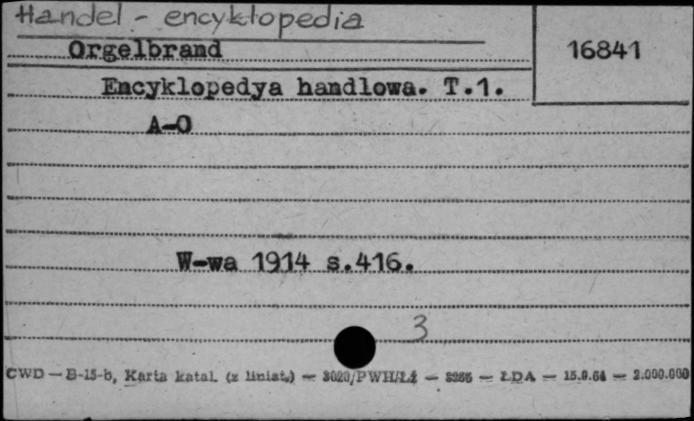 Handel - encyklopedia
Orgelbrand
16841
Encyklopedya handlowa. T.1.
A-O
W-wa 1914 s.416.
3
CWD — B-15-b, Karta katal. (z liniat.) — 3020/PWH/Łż — — ŁDA — 15.9.64 — 2.000.000